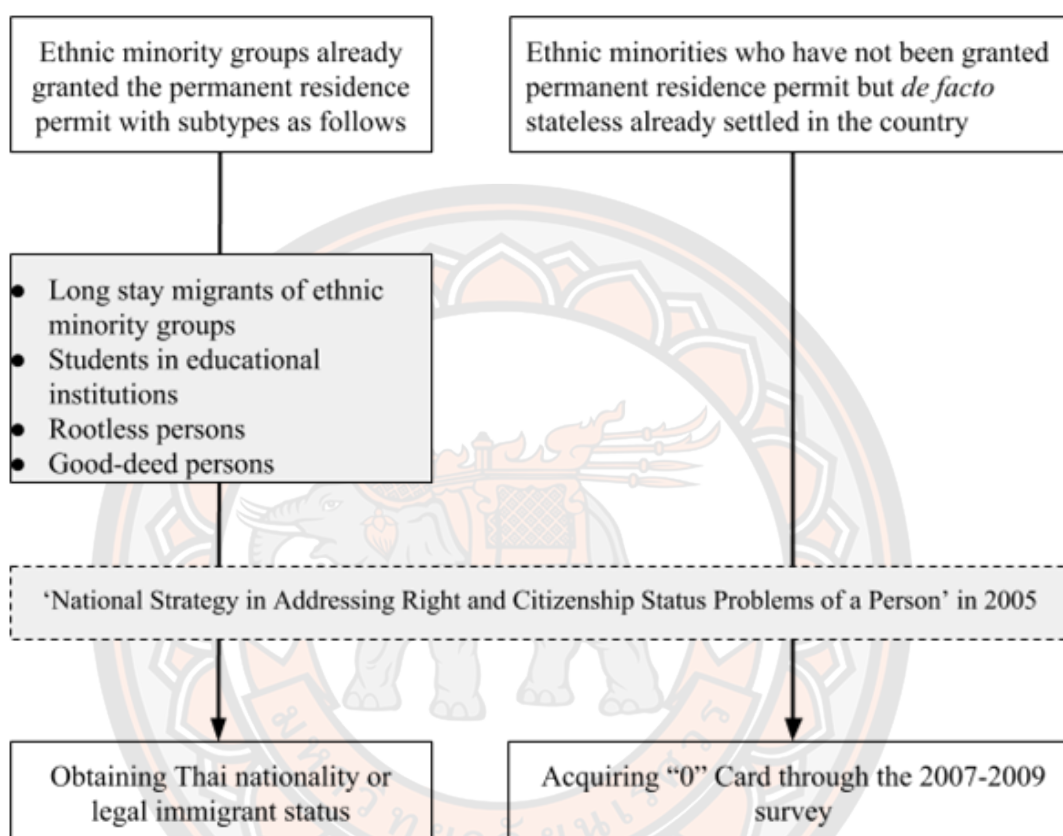 Ethnic minority groups already
granted the permanent residence
permit with subtypes as follows
Ethnic minorities who have not been granted
permanent residence permit but de facto
stateless already settled in the country
● Long stay migrants of ethnic
minority groups
● Students in educational
institutions
● Rootless persons
● Good-deed persons
‘National Strategy in Addressing Right and Citizenship Status Problems of a Person’ in 2005
Obtaining Thai nationality or
legal immigrant status
Acquiring “0” Card through the 2007-2009
survey